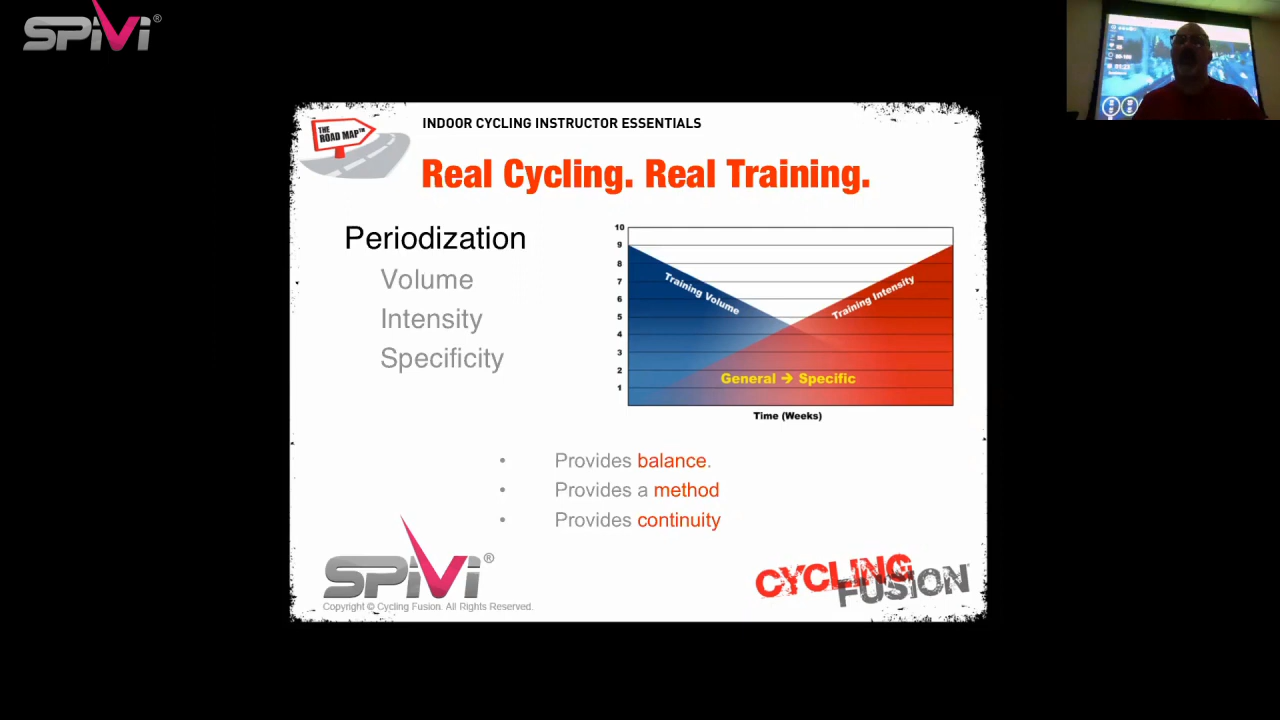 SPiVi®
THE
ROAD MAP™
INDOOR CYCLING INSTRUCTOR ESSENTIALS
Real Cycling. Real Training.
Periodization
Volume
Intensity
Specificity
10
9
8
7
6
5
4
3
2
1
Training Volume
Training Intensity
General → Specific
Time (Weeks)
• Provides balance.
• Provides a method
• Provides continuity
SPiVi®
Copyright © Cycling Fusion. All Rights Reserved.
CYCLING
FUSION